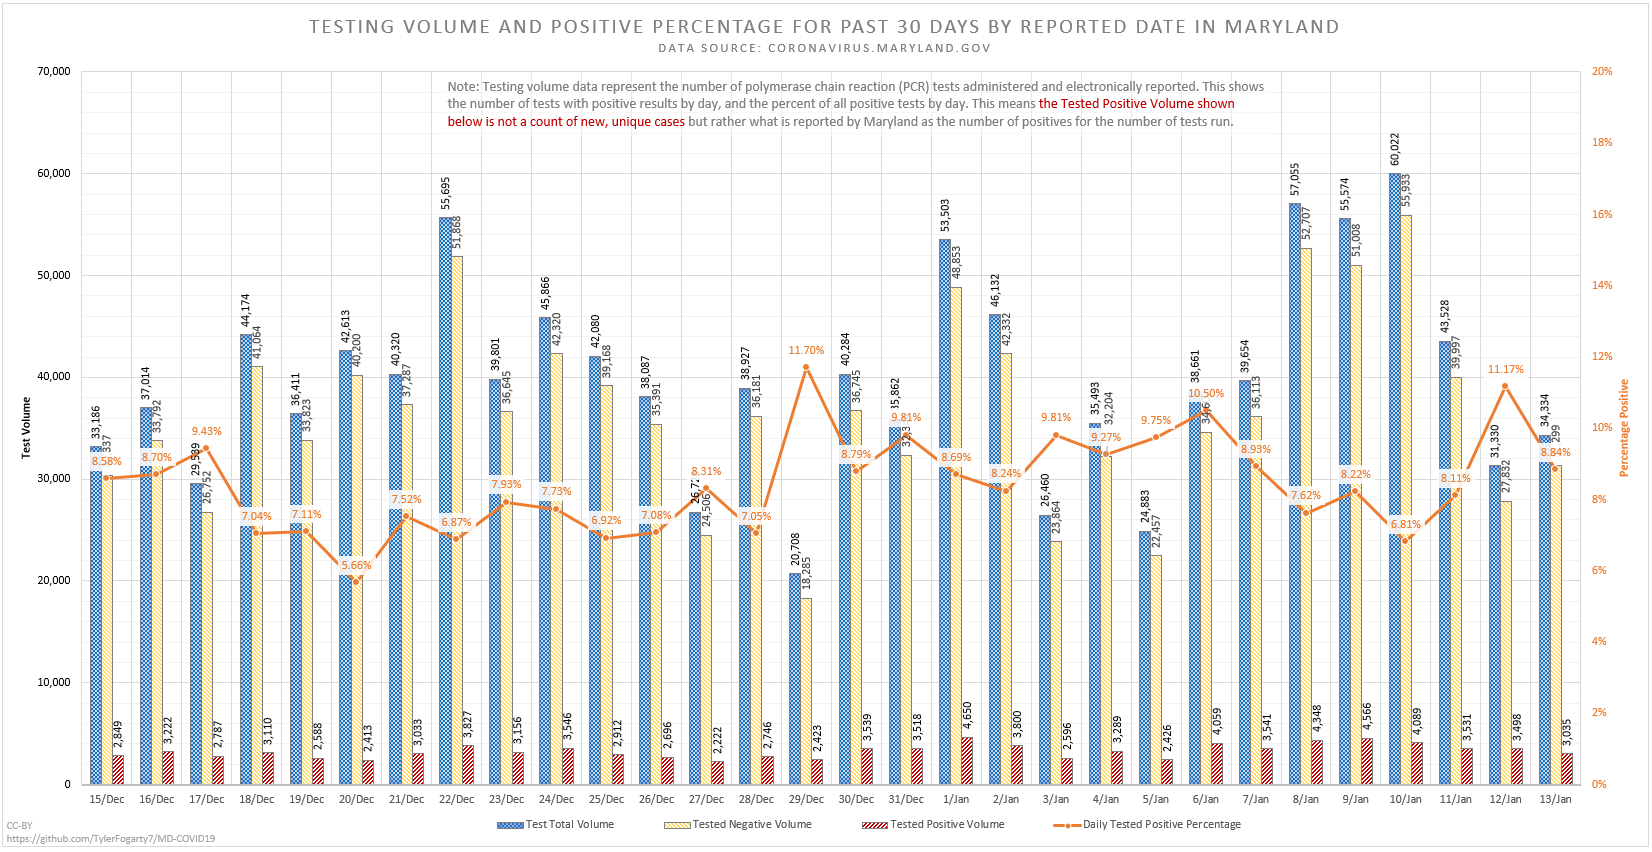 TESTING VOLUME AND POSITIVE PERCENTAGE FOR PAST 30 DAYS BY REPORTED DATE IN MARYLAND
DATA SOURCE: CORONAVIRUS.MARYLAND.GOV
Note: Testing volume data represent the number of polymerase chain reaction (PCR) tests administered and electronically reported. This shows
the number of tests with positive results by day, and the percent of all positive tests by day. This means the Tested Positive Volume shown
below is not a count of new, unique cases but rather what is reported by Maryland as the number of positives for the number of tests run.
Test Volume
70,000
60,000
50,000
40,000
30,000
20,000
10,000
0
Percentage Positive
20%
18%
16%
14%
12%
10%
8%
6%
4%
2%
0%
33,186 8.58% 2,849
37,014 33,792 8.70% 3,222
29,539 26,752 9.43% 2,787
44,174 41,064 7.04% 3,110
36,411 33,823 7.11% 2,588
42,613 40,200 5.66% 2,413
40,320 37,287 7.52% 3,033
55,695 51,868 6.87% 3,827
39,801 36,645 7.93% 3,156
45,866 42,320 7.73% 3,546
42,080 39,168 6.92% 2,912
38,087 35,391 7.08% 2,696
24,506 8.31% 2,222
38,927 36,181 7.05% 2,746
20,708 18,285 11.70% 2,423
40,284 36,745 8.79% 3,539
35,862 9.81% 3,518
53,503 48,853 8.69% 4,650
46,132 42,332 8.24% 3,800
26,460 23,864 9.81% 2,596
35,493 32,204 9.27% 3,289
24,883 22,457 9.75% 2,426
38,661 10.50% 4,059
39,654 36,113 8.93% 3,541
57,055 52,707 7.62% 4,348
55,574 51,008 8.22% 4,566
60,022 55,933 6.81% 4,089
43,528 39,997 8.11% 3,531
31,330 27,832 11.17% 3,498
34,334 8.84% 3,035
15/Dec 16/Dec 17/Dec 18/Dec 19/Dec 20/Dec 21/Dec 22/Dec 23/Dec 24/Dec 25/Dec 26/Dec 27/Dec 28/Dec 29/Dec 30/Dec 31/Dec 1/Jan 2/Jan 3/Jan 4/Jan 5/Jan 6/Jan 7/Jan 8/Jan 9/Jan 10/Jan 11/Jan 12/Jan 13/Jan
Test Total Volume Tested Negative Volume Tested Positive Volume Daily Tested Positive Percentage
CC-BY
https://github.com/TylerFogarty7/MD-COVID19